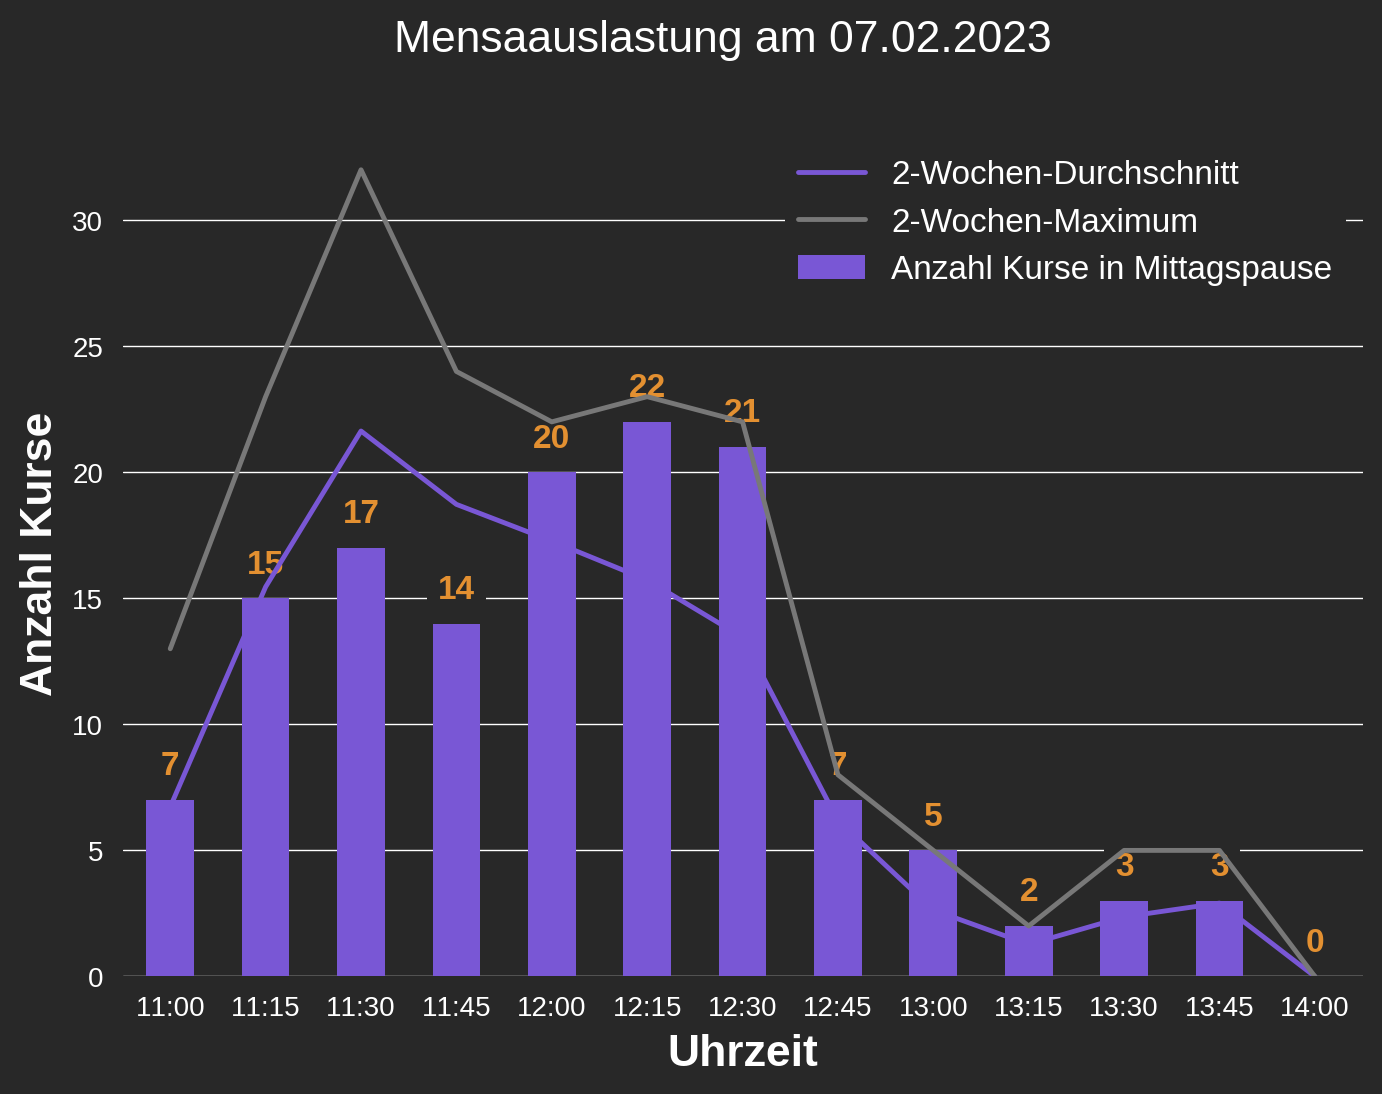 Mensaauslastung am 07.02.2023
2-Wochen-Durchschnitt
2-Wochen-Maximum
Anzahl Kurse in Mittagspause
Anzahl Kurse
30
25
20
15
10
5
0
7
15
17
14
20
22
21
7
5
2
3
3
0
11:00 11:15 11:30 11:45 12:00 12:15 12:30 12:45 13:00 13:15 13:30 13:45 14:00
Uhrzeit